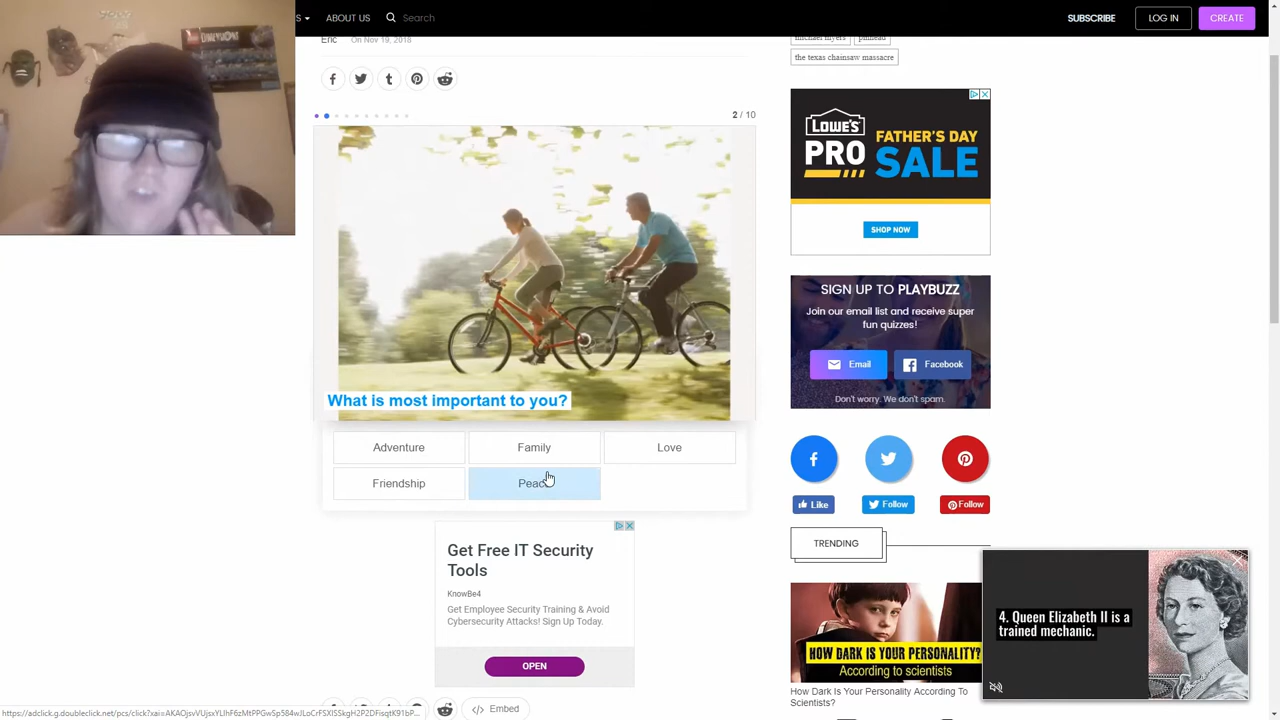 S
ABOUT US
Search
SUBSCRIBE
LOG IN
CREATE
Eric On Nov 19, 2018
2 / 10
What is most important to you?
Adventure
Family
Love
Friendship
Get Free IT Security
Tools
KnowBe4
Get Employee Security Training & Avoid
Cybersecurity Attacks! Sign Up Today.
OPEN
Embed
michael myers
pinhead
the texas chainsaw massacre
LOWE'S
PRO
FATHER'S DAY
SALE
SHOP NOW
SIGN UP TO PLAYBUZZ
Join our email list and receive super
fun quizzes!
Email
Facebook
Don't worry. We don't spam.
Like
Follow
Follow
TRENDING
HOW DARK IS YOUR PERSONALITY?
According to scientists
How Dark Is Your Personality According To
Scientists?
4. Queen Elizabeth II is a
trained mechanic.